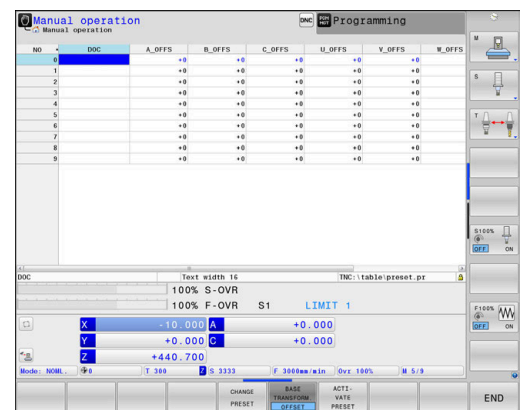 Manual operation
Manual operation
DNC
Programming
NO DOC A_OFFS B_OFFS C_OFFS U_OFFS V_OFFS W_OFFS
0 +0 +0 +0 +0 +0
1 +0 +0 +0 +0 +0
2 +0 +0 +0 +0 +0
3 +0 +0 +0 +0 +0
4 +0 +0 +0 +0 +0
5 +0 +0 +0 +0 +0
6 +0 +0 +0 +0 +0
7 +0 +0 +0 +0 +0
8 +0 +0 +0 +0 +0
9 +0 +0 +0 +0 +0
DOC Text width 16 TNC:\table\preset.pr
100% S-OVR
100% F-OVR S1 LIMIT 1
X -10.000 A +0.000
Y +0.000 C +0.000
Z +440.700
Mode: NOML. 0 T 300 Z S 3333 F 3000mm/min Ovr 100% M 5/9
CHANGE PRESET
BASE TRANSFORM. OFFSET
ACTI-
VATE
PRESET
END
M
S
T
S100%
OFF ON
F100%
OFF ON